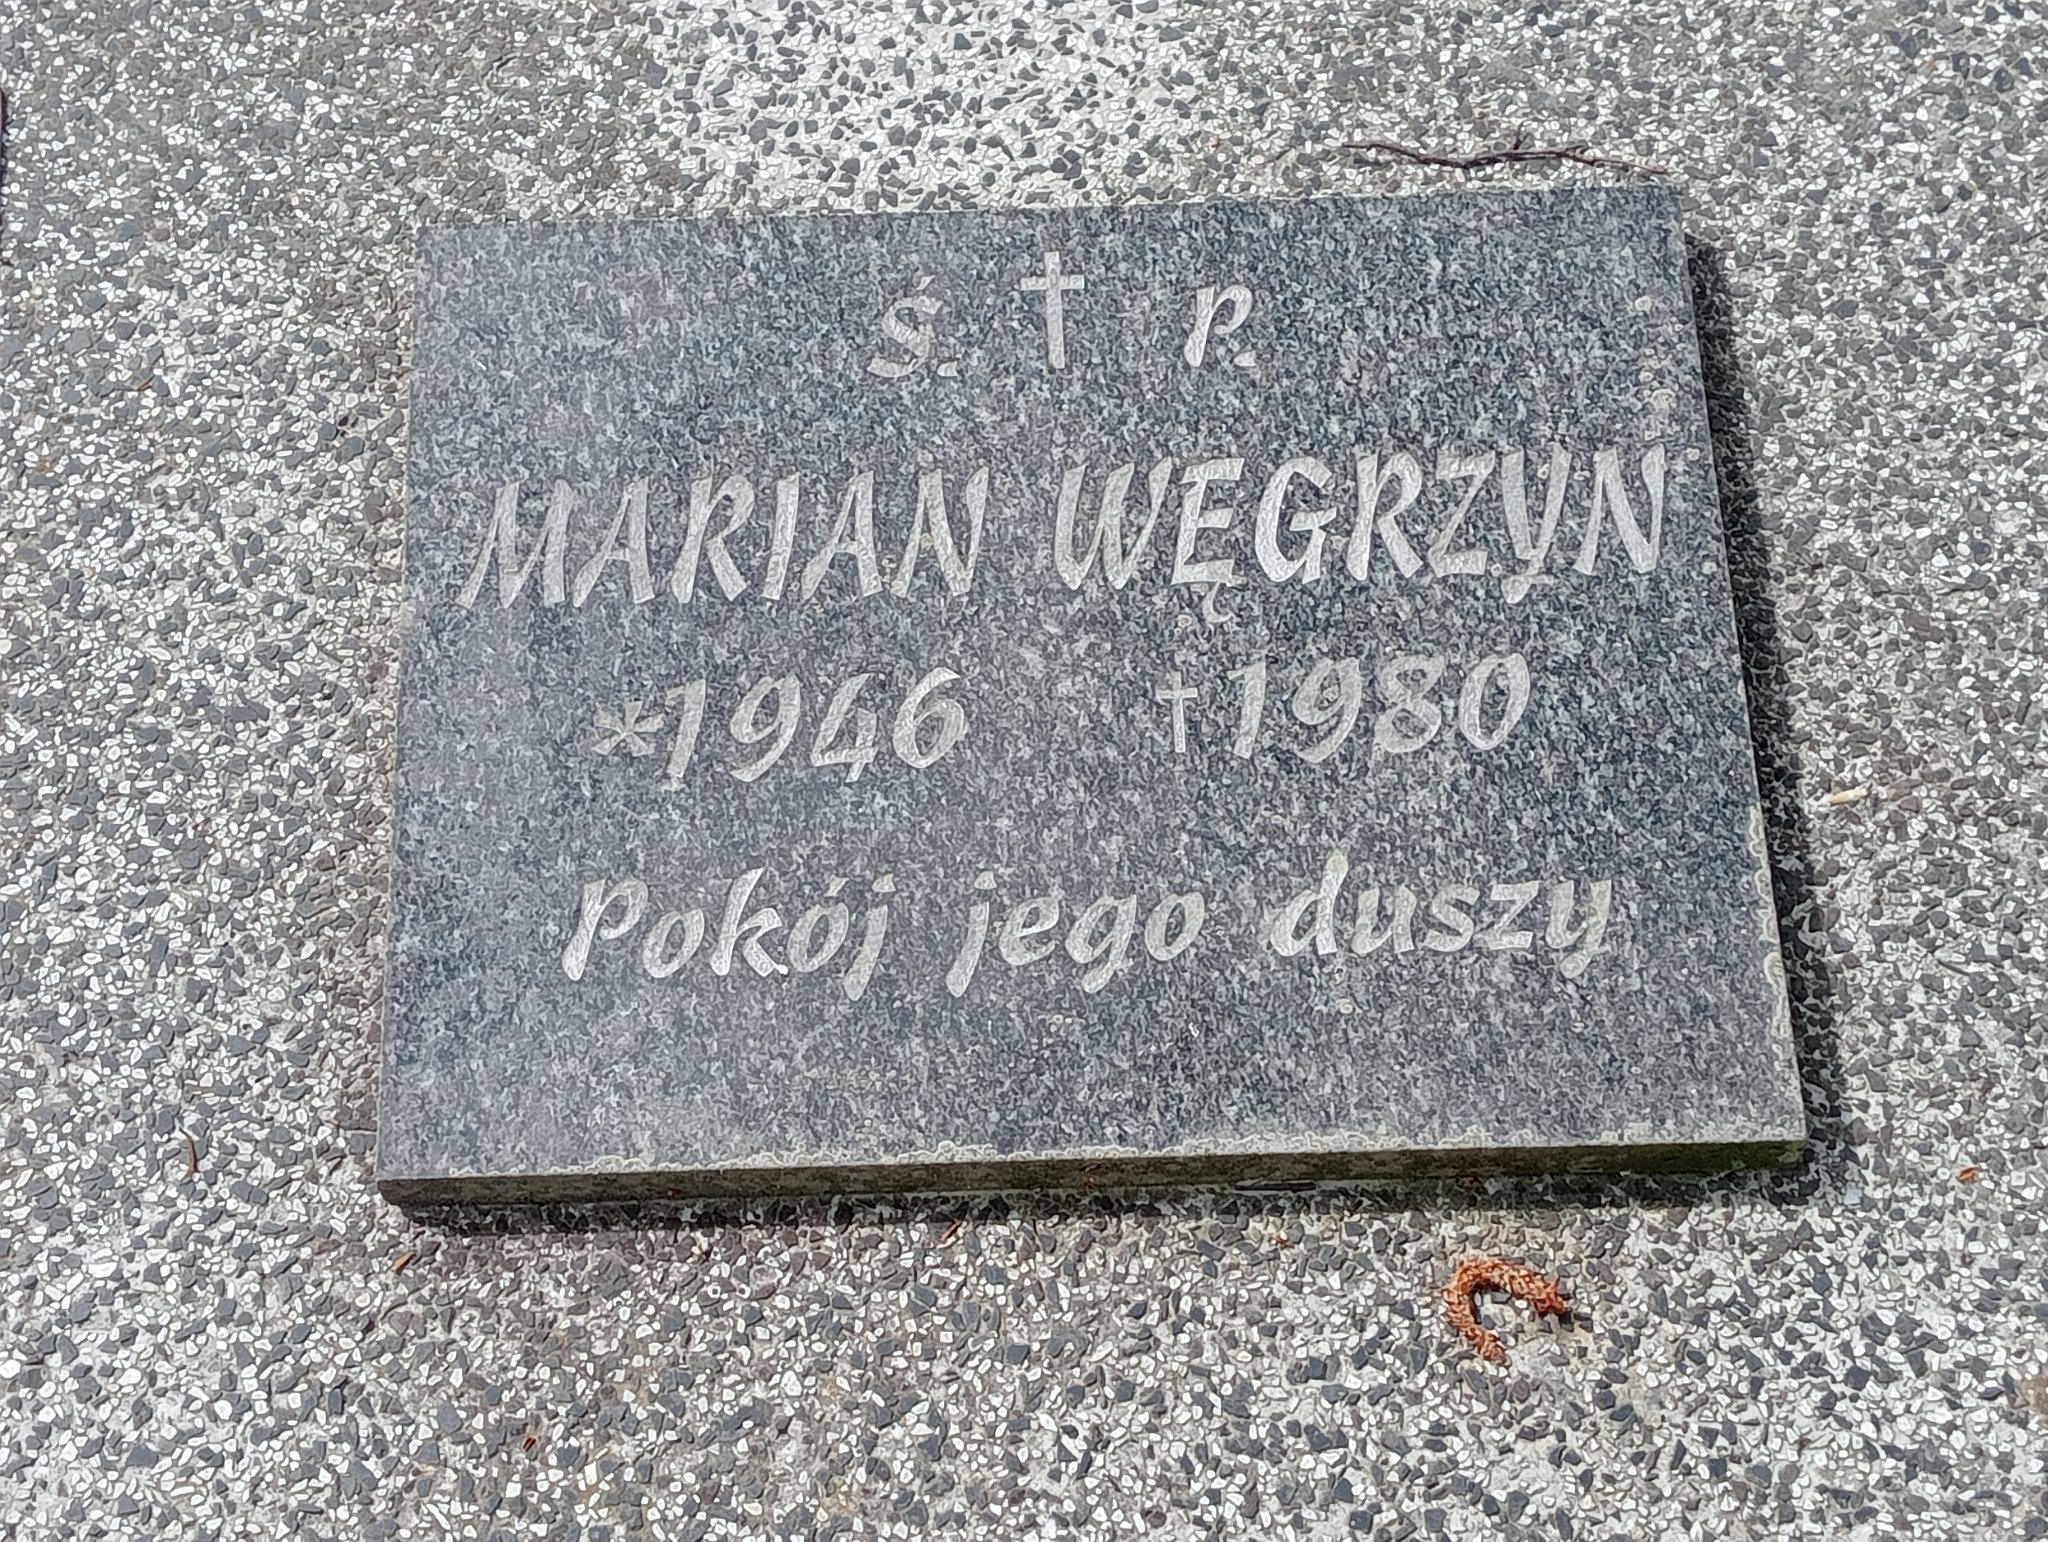 Ś. † P.
MARIAN WĘGRZYN
*1946 †1980
Pokój jego duszy